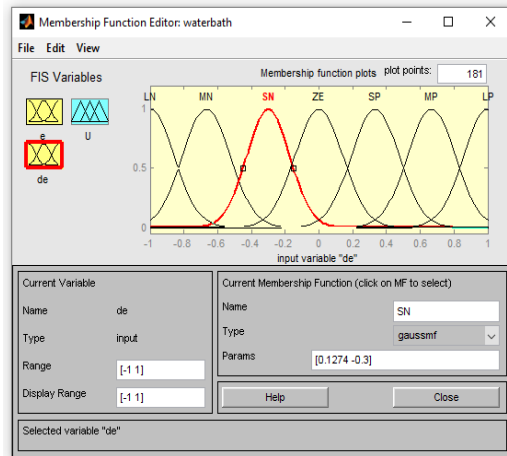 Membership Function Editor: waterbath
File Edit View
FIS Variables
e
U
de
Membership function plots plot points: 181
LN MN SN ZE SP MP LP
1
0.5
0
-1 -0.8 -0.6 -0.4 -0.2 0 0.2 0.4 0.6 0.8 1
input variable "de"
Current Variable
Name de
Type input
Range [-1 1]
Display Range [-1 1]
Current Membership Function (click on MF to select)
Name SN
Type gaussmf
Params [0.1274 -0.3]
Help Close
Selected variable "de"